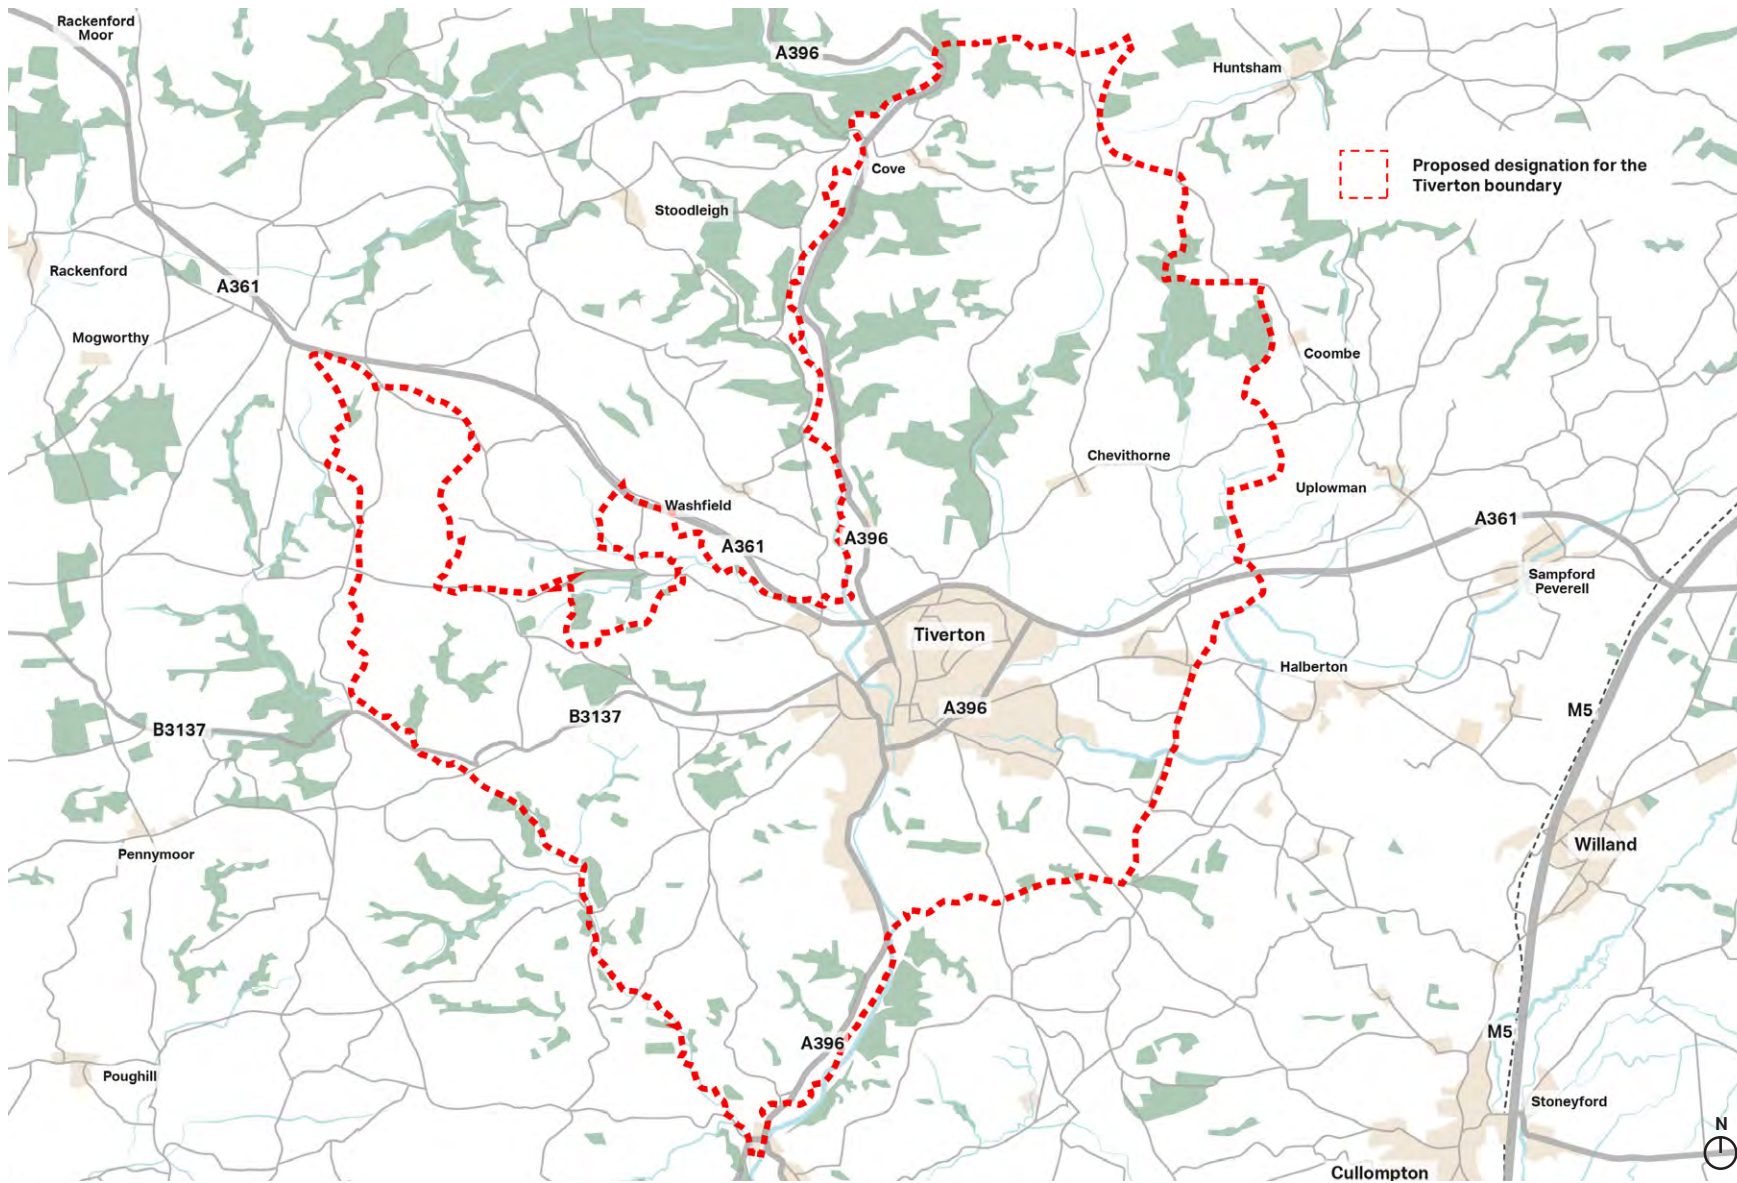 Rackenford
Moor
A396
Huntsham
Proposed designation for the
Tiverton boundary
Cove
Stoodleigh
Rackenford
A361
Mogworthy
Coombe
Chevithorne
Uplowman
Washfield
A361
A396
A361
Sampford
Peverell
Tiverton
Halberton
A396
M5
B3137
B3137
Willand
Pennymoor
M5
A396
Poughill
Stoneyford
N
Cullompton